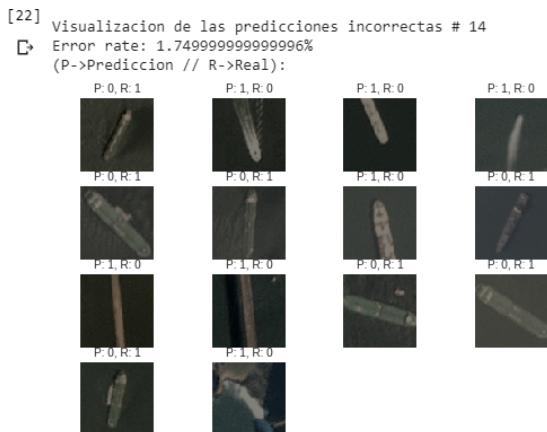 [22]
Visualizacion de las predicciones incorrectas # 14
Error rate: 1.749999999999996%
(P->Prediccion // R->Real):
P: 0, R: 1 P: 1, R: 0 P: 1, R: 0 P: 1, R: 0
P: 0, R: 1 P: 0, R: 1 P: 1, R: 0 P: 0, R: 1
P: 1, R: 0 P: 1, R: 0 P: 0, R: 1 P: 0, R: 1
P: 0, R: 1 P: 1, R: 0